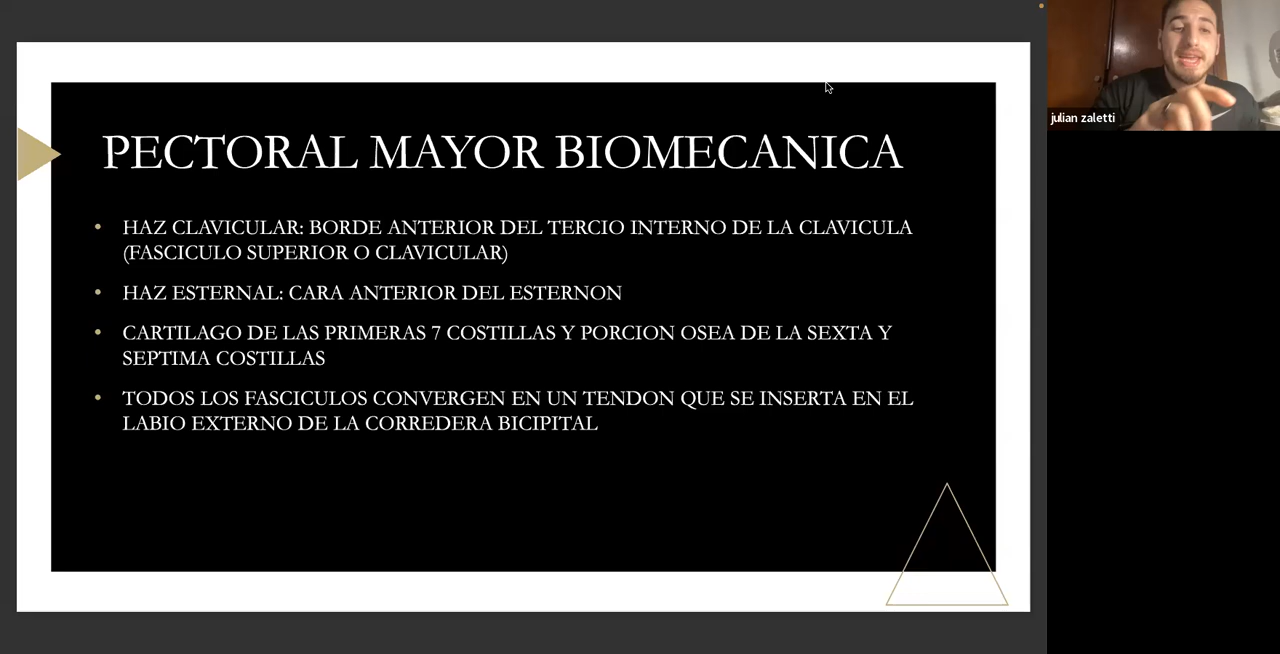 PECTORAL MAYOR BIOMECANICA
• HAZ CLAVICULAR: BORDE ANTERIOR DEL TERCIO INTERNO DE LA CLAVICULA
(FASCICULO SUPERIOR O CLAVICULAR)
• HAZ ESTERNAL: CARA ANTERIOR DEL ESTERNON
• CARTILAGO DE LAS PRIMERAS 7 COSTILLAS Y PORCION OSEA DE LA SEXTA Y
SEPTIMA COSTILLAS
• TODOS LOS FASCICULOS CONVERGEN EN UN TENDON QUE SE INSERTA EN EL
LABIO EXTERNO DE LA CORREDERA BICIPITAL
julian zaletti